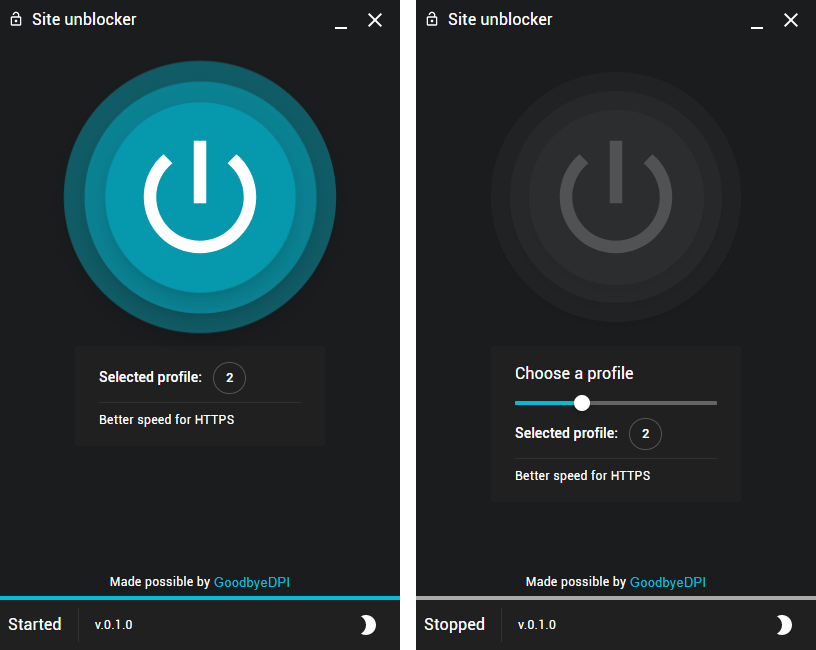 Site unblocker
Selected profile: 2
Better speed for HTTPS
Made possible by GoodbyeDPI
Started v.0.1.0
Site unblocker
Choose a profile
Selected profile: 2
Better speed for HTTPS
Made possible by GoodbyeDPI
Stopped v.0.1.0